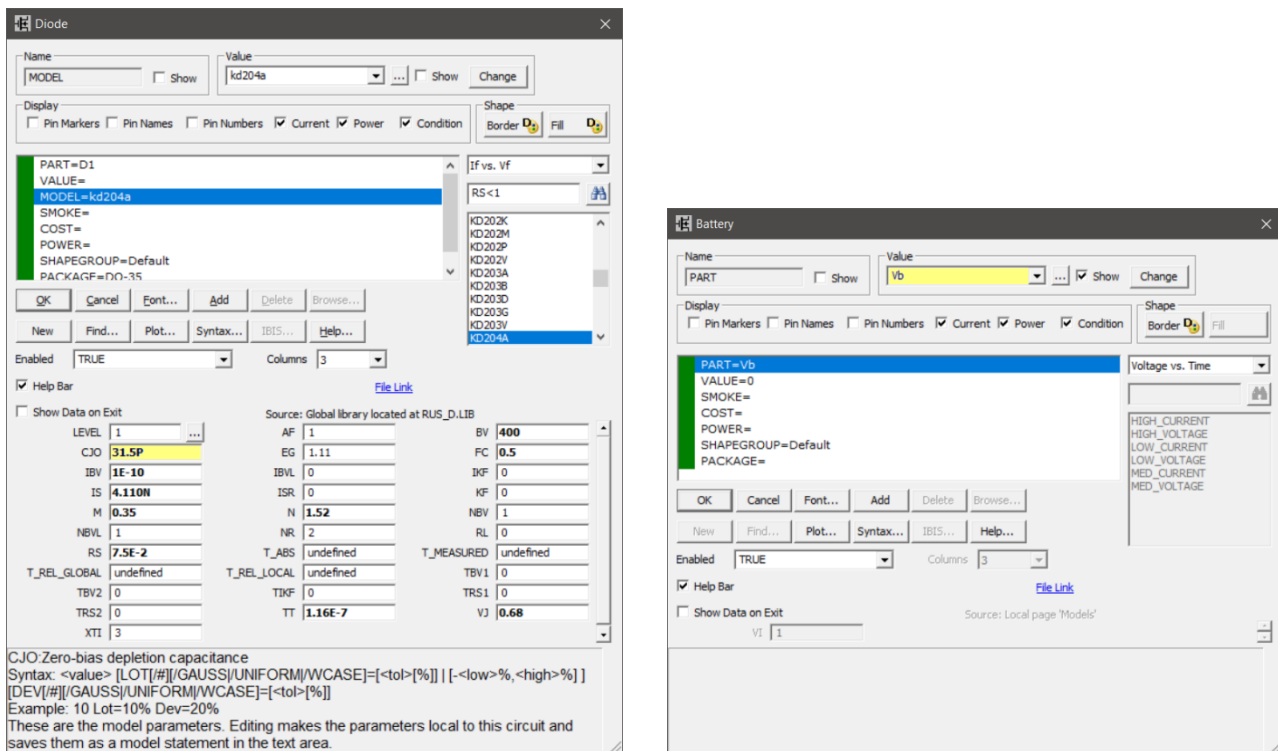 Diode
Name
MODEL
Show
Value
kd204a
...
Show
Change
Display
Pin Markers
Pin Names
Pin Numbers
Current
Power
Condition
Shape
Border
Fill
PART=D1
VALUE=
MODEL=kd204a
SMOKE=
COST=
POWER=
SHAPEGROUP=Default
PACKAGE=DO-35
If vs. Vf
RS<1
KD202K
KD202M
KD202P
KD202V
KD203A
KD203B
KD203D
KD203G
KD203V
KD204A
OK Cancel Font... Add Delete Browse...
New Find... Plot... Syntax... IBIS... Help...
Enabled TRUE Columns 3
Help Bar File Link
Show Data on Exit Source: Global library located at RUS_D.LIB
LEVEL 1 ... AF 1 BV 400
CJO 31.5P EG 1.11 FC 0.5
IBV 1E-10 IBVL 0 IKF 0
IS 4.110N ISR 0 KF 0
M 0.35 N 1.52 NBV 1
NBVL 1 NR 2 RL 0
RS 7.5E-2 T_ABS undefined T_MEASURED undefined
T_REL_GLOBAL undefined T_REL_LOCAL undefined TBV1 0
TBV2 0 TIKF 0 TRS1 0
TRS2 0 TT 1.16E-7 VJ 0.68
XTI 3
CJO:Zero-bias depletion capacitance
Syntax: <value> [LOT[/#][/GAUSS|/UNIFORM|/WCASE]=[<tol>[%]] | [-<low>%,<high>%] ]
[DEV[/#][/GAUSS|/UNIFORM|/WCASE]=[<tol>[%]]
Example: 10 Lot=10% Dev=20%
These are the model parameters. Editing makes the parameters local to this circuit and
saves them as a model statement in the text area.
Battery
Name
PART
Show
Value
Vb
...
Show
Change
Display
Pin Markers
Pin Names
Pin Numbers
Current
Power
Condition
Shape
Border
Fill
PART=Vb
VALUE=0
SMOKE=
COST=
POWER=
SHAPEGROUP=Default
PACKAGE=
Voltage vs. Time
HIGH_CURRENT
HIGH_VOLTAGE
LOW_CURRENT
LOW_VOLTAGE
MED_CURRENT
MED_VOLTAGE
OK Cancel Font... Add Delete Browse...
New Find... Plot... Syntax... IBIS... Help...
Enabled TRUE Columns 3
Help Bar File Link
Show Data on Exit Source: Local page 'Models'
VI 1